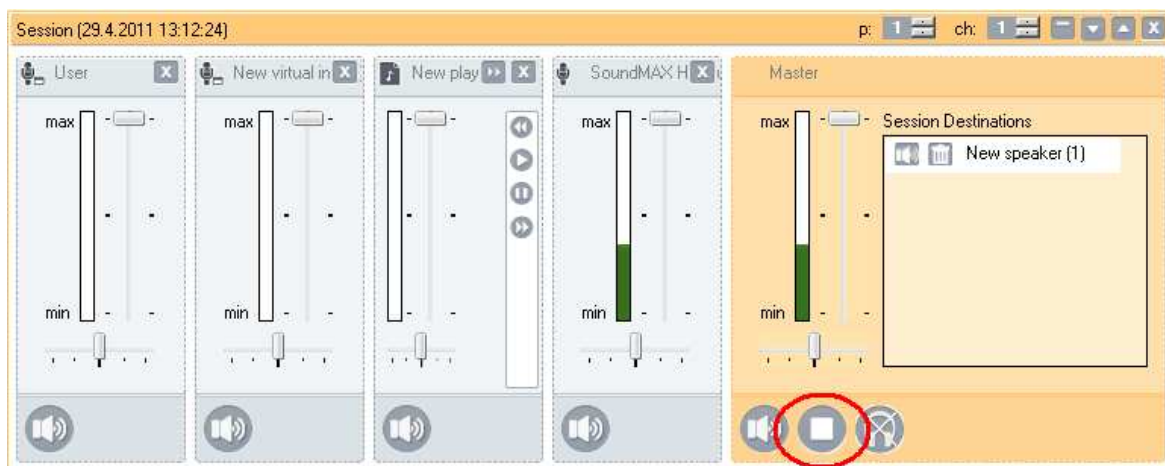 Session (29.4.2011 13:12:24)
p: 1
ch: 1
User
New virtual in
New play
SoundMAX H
Master
max
max
max
max
Session Destinations
New speaker (1)
min
min
min
min